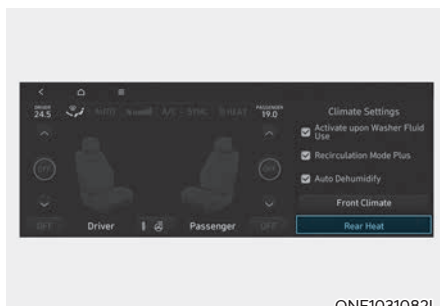 DRIVER
24.5
AUTO
A/C
SYNC
HEAT
PASSENGER
19.0
Climate Settings
Activate upon Washer Fluid
Use
OFF
OFF
Recirculation Mode Plus
Auto Dehumidify
Front Climate
OFF
Driver
Passenger
OFF
Rear Heat